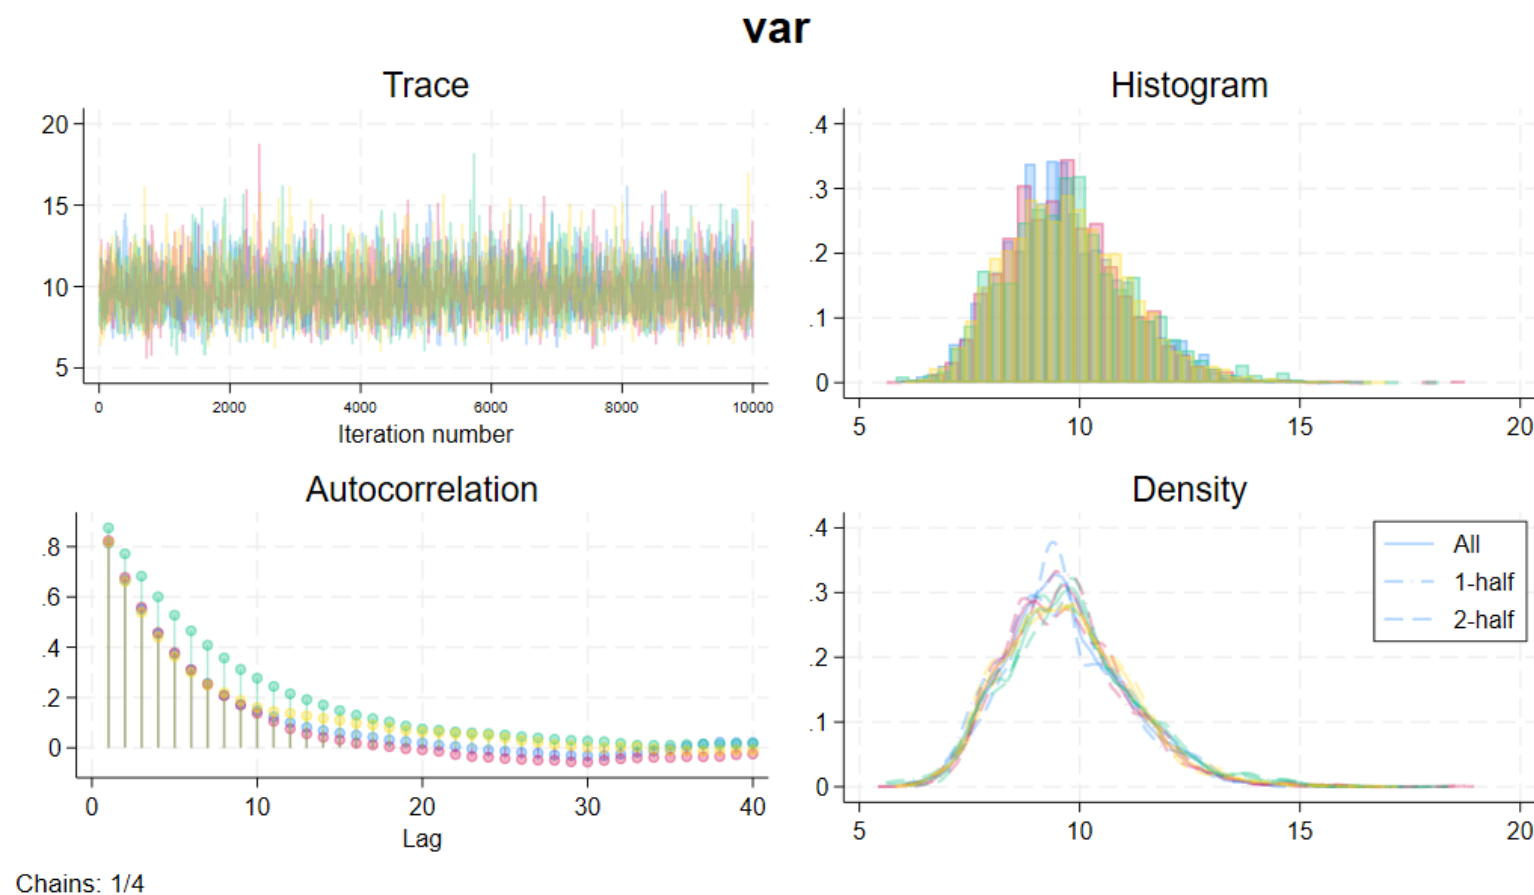 var
Trace
20
15
10
5
0 2000 4000 6000 8000 10000
Iteration number
Histogram
.4
.3
.2
.1
0
5 10 15 20
Autocorrelation
.8
.6
.4
.2
0
0 10 20 30 40
Lag
Density
.4
.3
.2
.1
0
5 10 15 20
All
1-half
2-half
Chains: 1/4